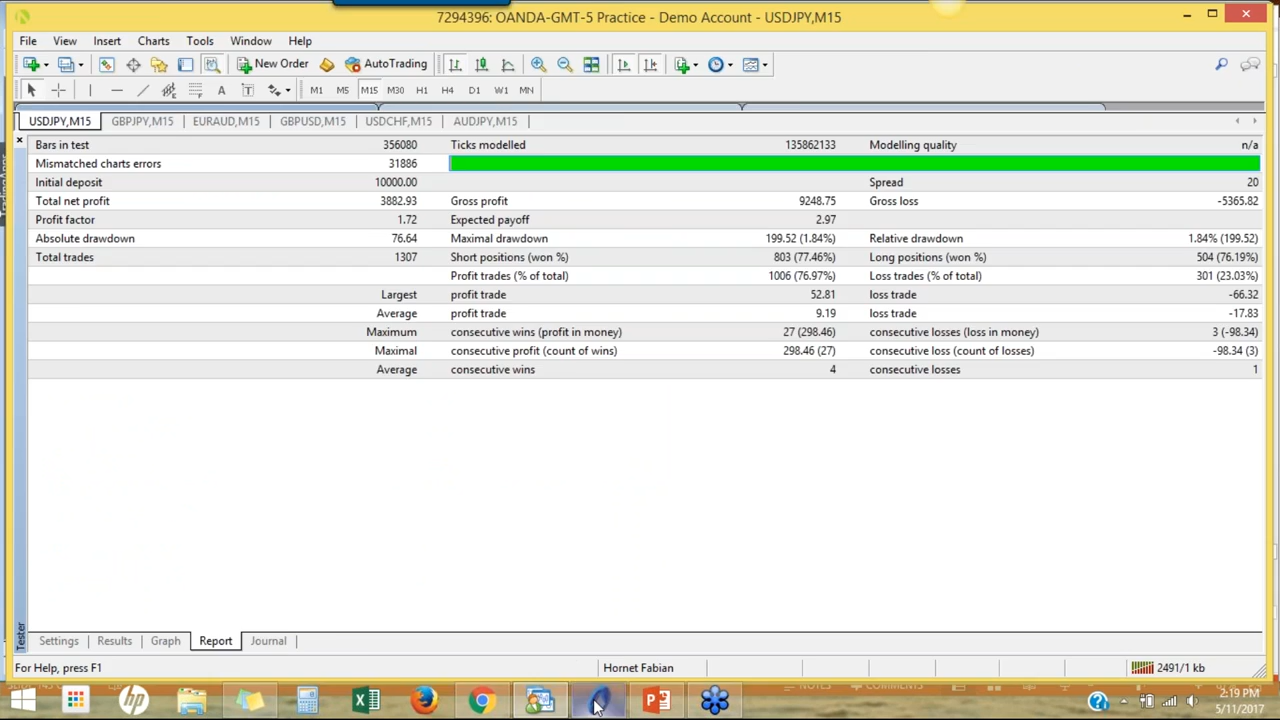 7294396: OANDA-GMT-5 Practice - Demo Account - USDJPY,M15
File View Insert Charts Tools Window Help
New Order AutoTrading
A T M1 M5 M15 M30 H1 H4 D1 W1 MN
USDJPY,M15 GBPJPY,M15 EURAUD,M15 GBPUSD,M15 USDCHF,M15 AUDJPY,M15
Bars in test 356080 Ticks modelled 135862133 Modelling quality n/a
Mismatched charts errors 31886
Initial deposit 10000.00 Spread 20
Total net profit 3882.93 Gross profit 9248.75 Gross loss -5365.82
Profit factor 1.72 Expected payoff 2.97
Absolute drawdown 76.64 Maximal drawdown 199.52 (1.84%) Relative drawdown 1.84% (199.52)
Total trades 1307 Short positions (won %) 803 (77.46%) Long positions (won %) 504 (76.19%)
Profit trades (% of total) 1006 (76.97%) Loss trades (% of total) 301 (23.03%)
Largest profit trade 52.81 loss trade -66.32
Average profit trade 9.19 loss trade -17.83
Maximum consecutive wins (profit in money) 27 (298.46) consecutive losses (loss in money) 3 (-98.34)
Maximal consecutive profit (count of wins) 298.46 (27) consecutive loss (count of losses) -98.34 (3)
Average consecutive wins 4 consecutive losses 1
Tester
Settings Results Graph Report Journal
For Help, press F1 Hornet Fabian 2491/1 kb
NOTES COMMENTS
2:19 PM
5/11/2017